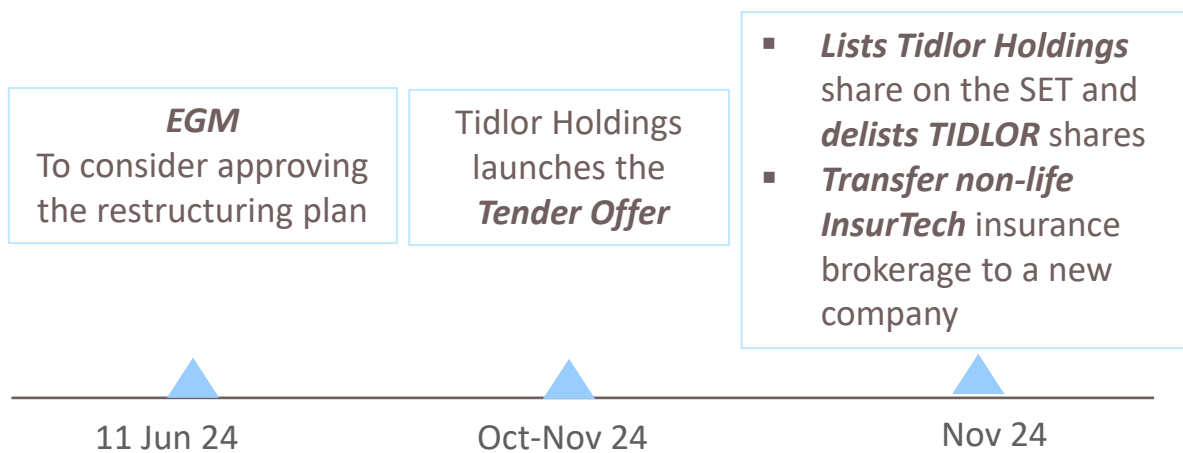 EGM
To consider approving
the restructuring plan
Tidlor Holdings
launches the
Tender Offer
▪ Lists Tidlor Holdings
share on the SET and
delists TIDLOR shares
▪ Transfer non-life
InsurTech insurance
brokerage to a new
company
11 Jun 24
Oct-Nov 24
Nov 24